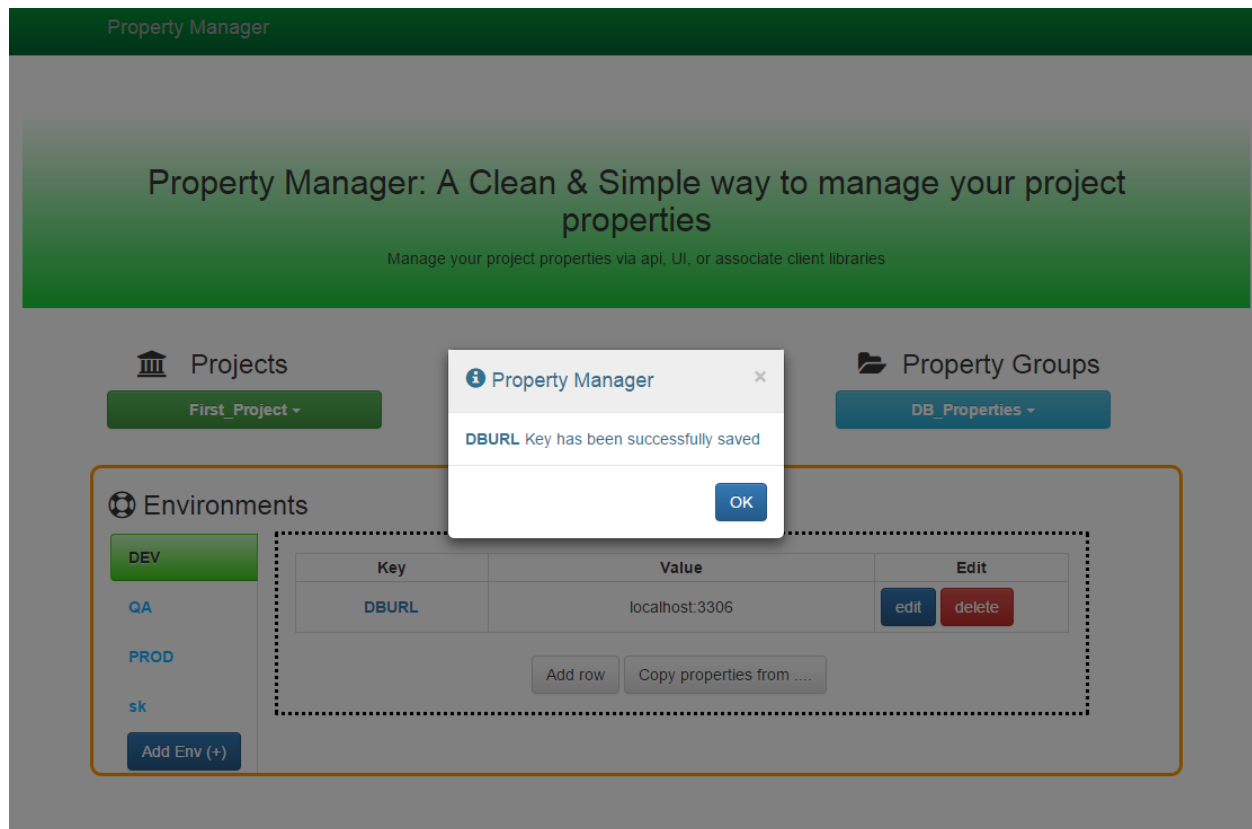 Property Manager
Property Manager: A Clean & Simple way to manage your project
properties
Manage your project properties via api, UI, or associate client libraries
Projects
First_Project
Property Groups
DB_Properties
Property Manager ×
DBURL Key has been successfully saved
OK
Environments
DEV
QA
PROD
sk
Add Env (+)
Key Value Edit
DBURL localhost:3306 edit delete
Add row Copy properties from ....